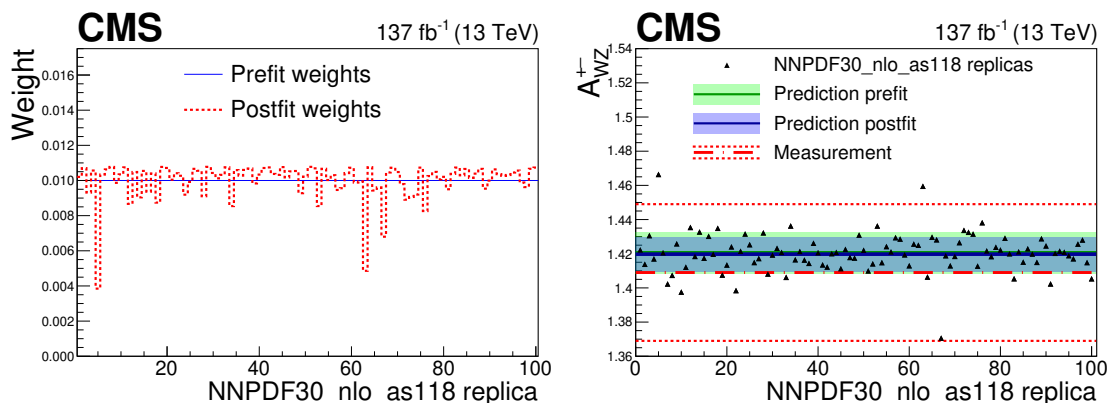 CMS
137 fb-1 (13 TeV)
Weight
0.016
0.014
0.012
0.010
0.008
0.006
0.004
0.002
0.000
Prefit weights
Postfit weights
20
40
60
80
100
NNPDF30_nlo_as118 replica
CMS
137 fb-1 (13 TeV)
A+-WZ
1.54
1.52
1.5
1.48
1.46
1.44
1.42
1.4
1.38
1.36
NNPDF30_nlo_as118 replicas
Prediction prefit
Prediction postfit
Measurement
0
20
40
60
80
100
NNPDF30_nlo_as118 replica